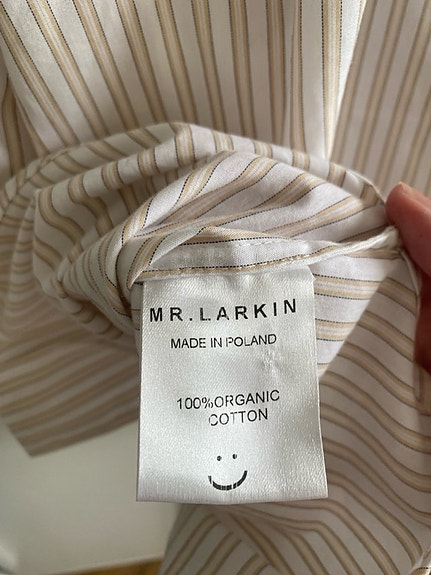 MR.LARKIN
MADE IN POLAND
100%ORGANIC
COTTON